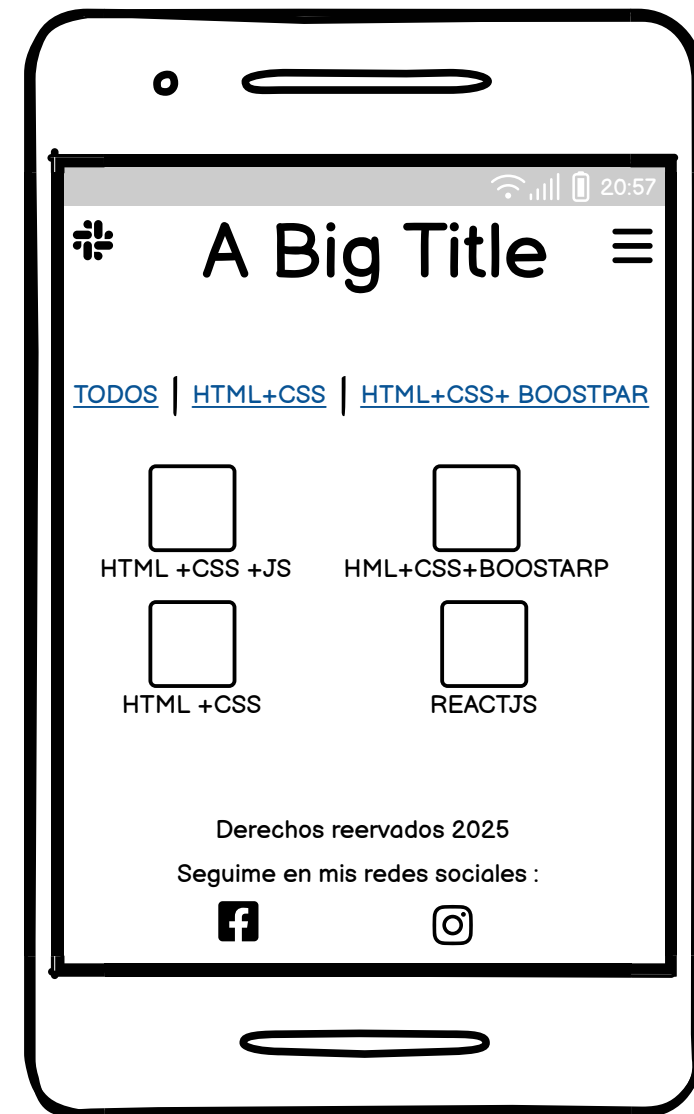 20:57
A Big Title
TODOS | HTML+CSS | HTML+CSS+ BOOSTPAR
HTML +CSS +JS HML+CSS+BOOSTARP
HTML +CSS REACTJS
Derechos reervados 2025
Seguime en mis redes sociales :